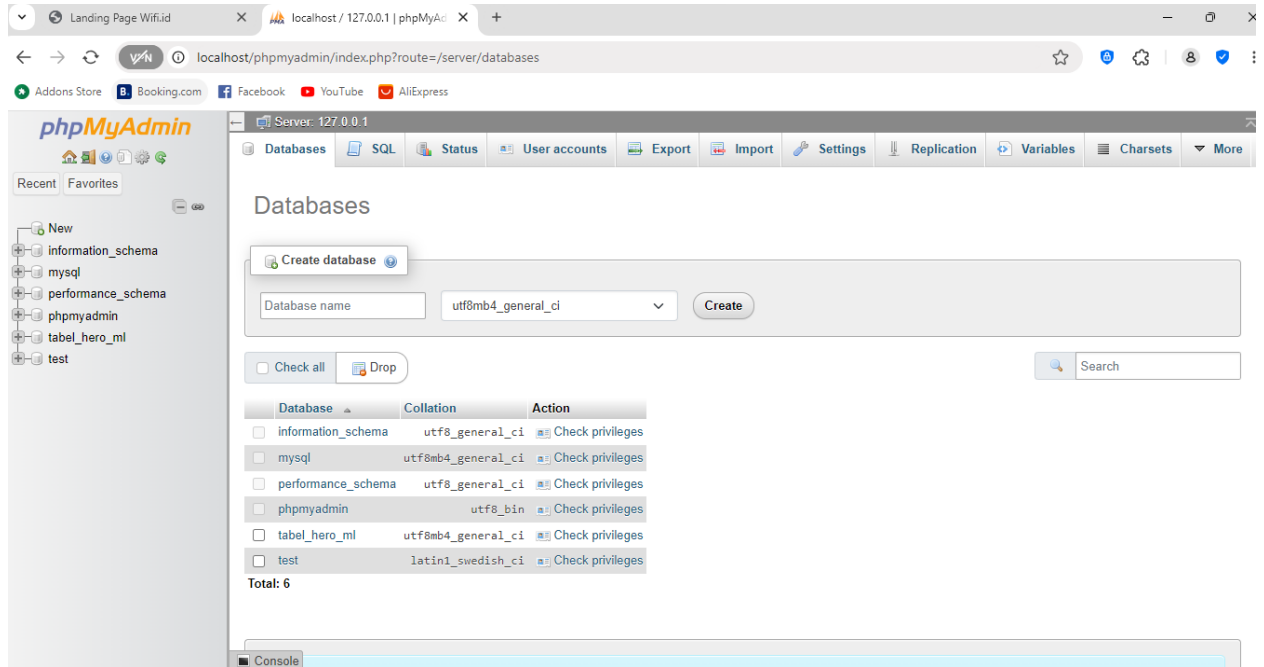 Landing Page Wifi.id
localhost / 127.0.0.1 | phpMyAd
VPN
localhost/phpmyadmin/index.php?route=/server/databases
8
Addons Store
B. Booking.com
Facebook
YouTube
AliExpress
phpMyAdmin
Recent
Favorites
New
information_schema
mysql
performance_schema
phpmyadmin
tabel_hero_ml
test
Server: 127.0.0.1
Databases
SQL
Status
User accounts
Export
Import
Settings
Replication
Variables
Charsets
More
Databases
Create database
Database name
utf8mb4_general_ci
Create
Check all
Drop
Search
Database Collation Action
information_schema utf8_general_ci Check privileges
mysql utf8mb4_general_ci Check privileges
performance_schema utf8_general_ci Check privileges
phpmyadmin utf8_bin Check privileges
tabel_hero_ml utf8mb4_general_ci Check privileges
test latin1_swedish_ci Check privileges
Total: 6
Console